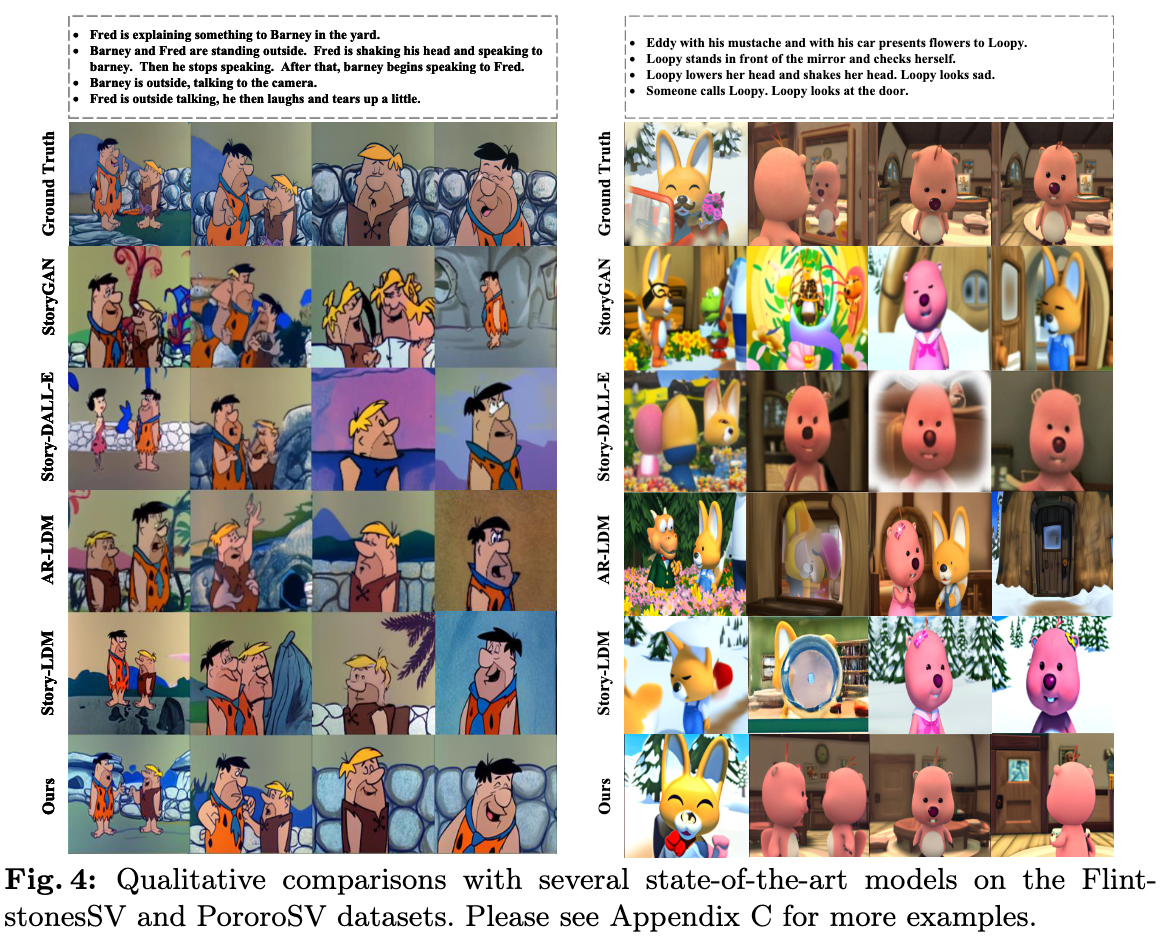 • Fred is explaining something to Barney in the yard.
• Barney and Fred are standing outside. Fred is shaking his head and speaking to
barney. Then he stops speaking. After that, barney begins speaking to Fred.
• Barney is outside, talking to the camera.
• Fred is outside talking, he then laughs and tears up a little.
• Eddy with his mustache and with his car presents flowers to Loopy.
• Loopy stands in front of the mirror and checks herself.
• Loopy lowers her head and shakes her head. Loopy looks sad.
• Someone calls Loopy. Loopy looks at the door.
Ground Truth
StoryGAN
Story-DALL-E
AR-LDM
Story-LDM
Ours
Ground Truth
StoryGAN
Story-DALL-E
AR-LDM
Story-LDM
Ours
Fig. 4: Qualitative comparisons with several state-of-the-art models on the Flint-
stonesSV and PororoSV datasets. Please see Appendix C for more examples.